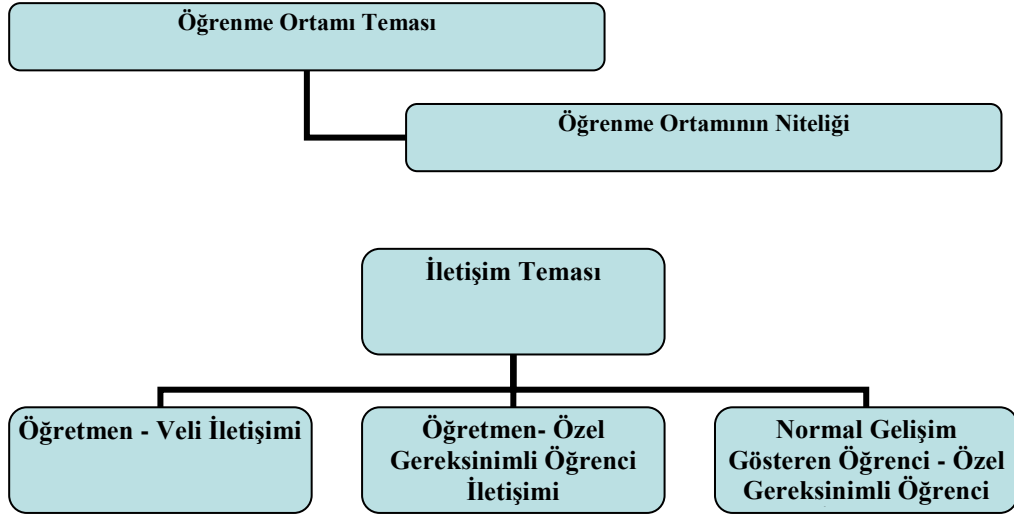 Öğrenme Ortamı Teması
Öğrenme Ortamının Niteliği
İletişim Teması
Öğretmen - Veli İletişimi
Öğretmen- Özel
Gereksinimli Öğrenci
İletişimi
Normal Gelişim
Gösteren Öğrenci - Özel
Gereksinimli Öğrenci